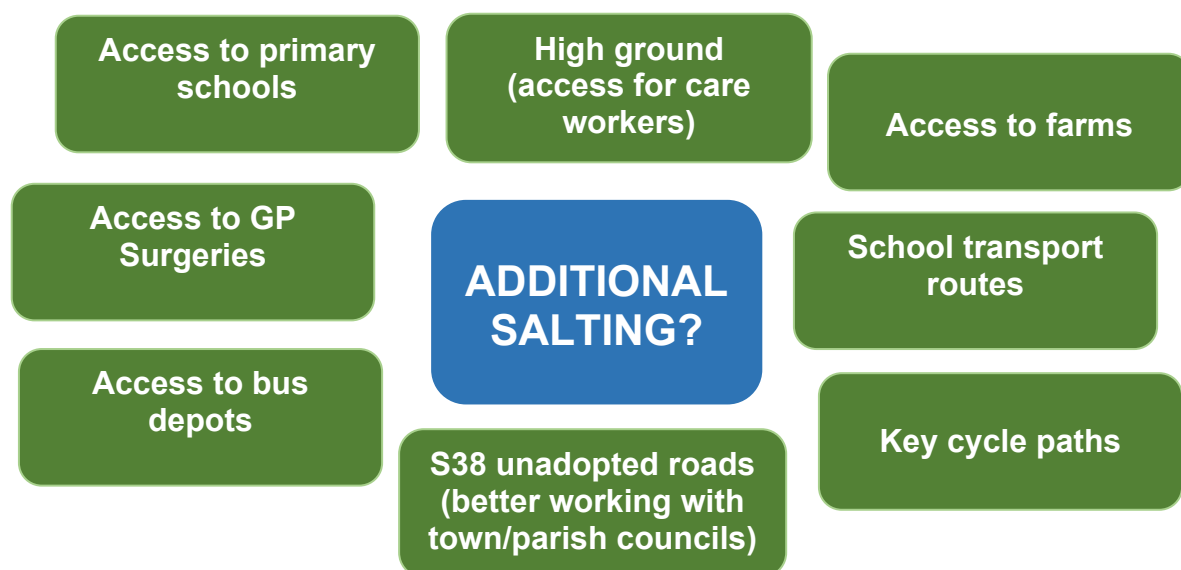 Access to primary
schools
High ground
(access for care
workers)
Access to farms
Access to GP
Surgeries
ADDITIONAL
SALTING?
School transport
routes
Access to bus
depots
S38 unadopted roads
(better working with
town/parish councils)
Key cycle paths